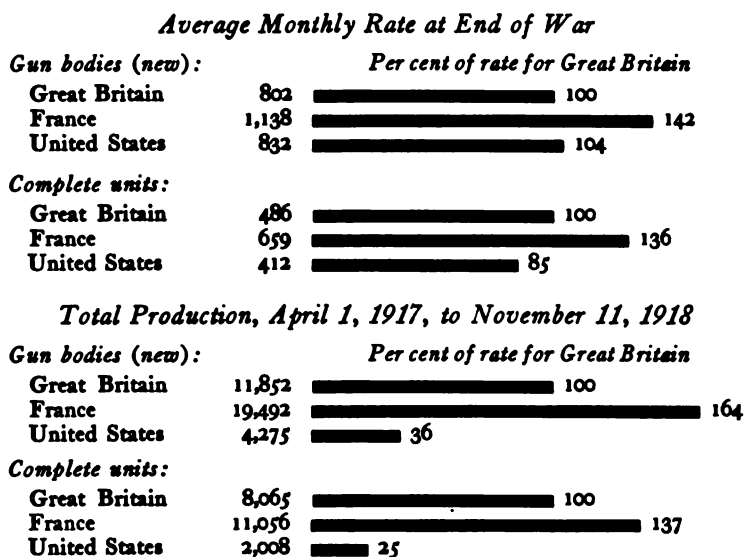 Average Monthly Rate at End of War
Gun bodies (new): Per cent of rate for Great Britain
Great Britain 802 100
France 1,138 142
United States 832 104
Complete units:
Great Britain 486 100
France 659 136
United States 412 85
Total Production, April 1, 1917, to November 11, 1918
Gun bodies (new): Per cent of rate for Great Britain
Great Britain 11,852 100
France 19,492 164
United States 4,275 36
Complete units:
Great Britain 8,065 100
France 11,056 137
United States 2,008 25